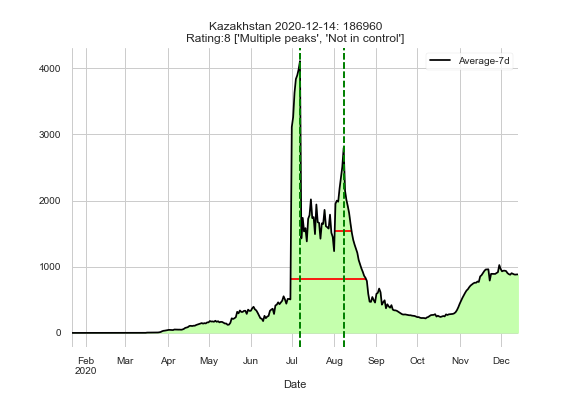 Kazakhstan 2020-12-14: 186960
Rating:8 ['Multiple peaks', 'Not in control']
Average-7d
4000
3000
2000
1000
0
Feb Mar Apr May Jun Jul Aug Sep Oct Nov Dec
2020
Date